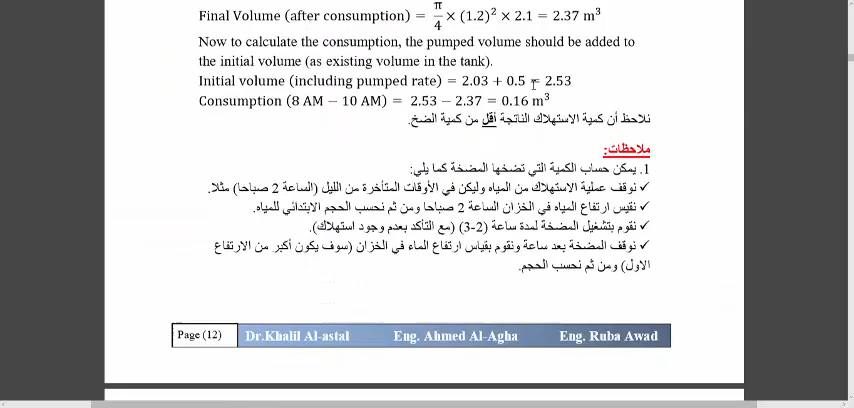 Final Volume (after consumption) = π/4 × (1.2)² × 2.1 = 2.37 m³
Now to calculate the consumption, the pumped volume should be added to
the initial volume (as existing volume in the tank).
Initial volume (including pumped rate) = 2.03 + 0.5 = 2.53
Consumption (8 AM − 10 AM) = 2.53 − 2.37 = 0.16 m³
نلاحظ أن كمية الاستهلاك الناتجة أقل من كمية الضخ.
ملاحظات:
1. يمكن حساب الكمية التي تضخها المضخة كما يلي:
✓ نوقف عملية الاستهلاك من المياه وليكن في الأوقات المتأخرة من الليل (الساعة 2 صباحا) مثلا.
✓ نقيس ارتفاع المياه في الخزان الساعة 2 صباحا ومن ثم نحسب الحجم الابتدائي للمياه.
✓ نقوم بتشغيل المضخة لمدة ساعة (2-3) (مع التأكد بعدم وجود استهلاك).
✓ نوقف المضخة بعد ساعة ونقوم بقياس ارتفاع الماء في الخزان (سوف يكون أكبر من الارتفاع
الاول) ومن ثم نحسب الحجم.
Page (12) Dr.Khalil Al-astal Eng. Ahmed Al-Agha Eng. Ruba Awad